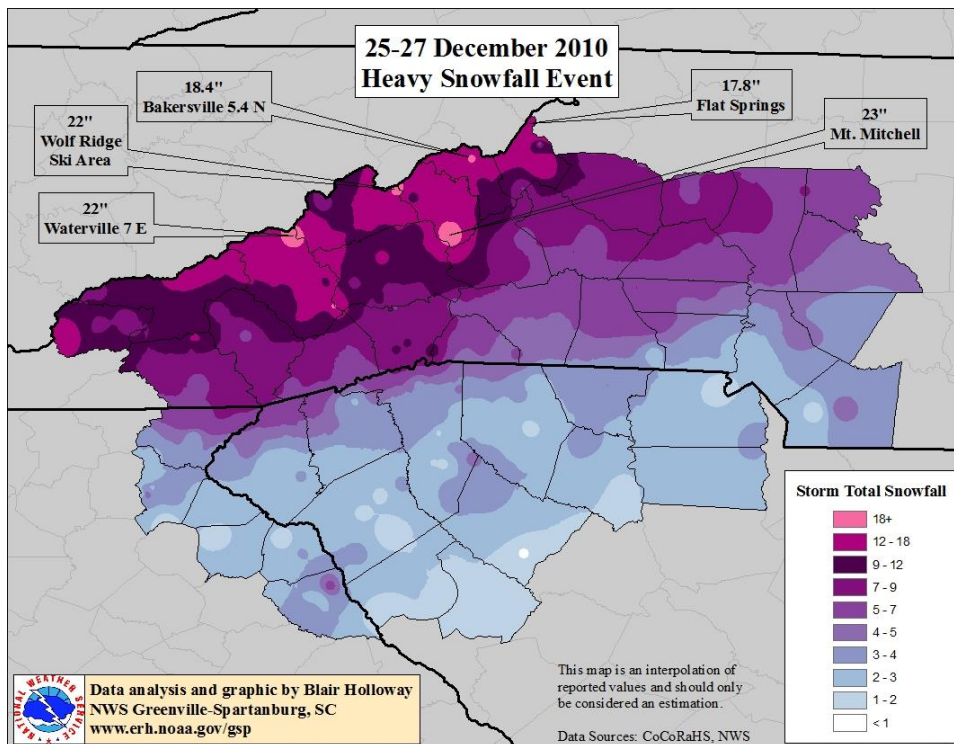 25-27 December 2010
Heavy Snowfall Event
18.4"
Bakersville 5.4 N
17.8"
Flat Springs
22"
Wolf Ridge
Ski Area
23"
Mt. Mitchell
22"
Waterville 7 E
Storm Total Snowfall
18+
12 - 18
9 - 12
7 - 9
5 - 7
4 - 5
3 - 4
2 - 3
1 - 2
< 1
This map is an interpolation of
reported values and should only
be considered an estimation.
Data Sources: CoCoRaHS, NWS
NATIONAL WEATHER SERVICE
Data analysis and graphic by Blair Holloway
NWS Greenville-Spartanburg, SC
www.erh.noaa.gov/gsp